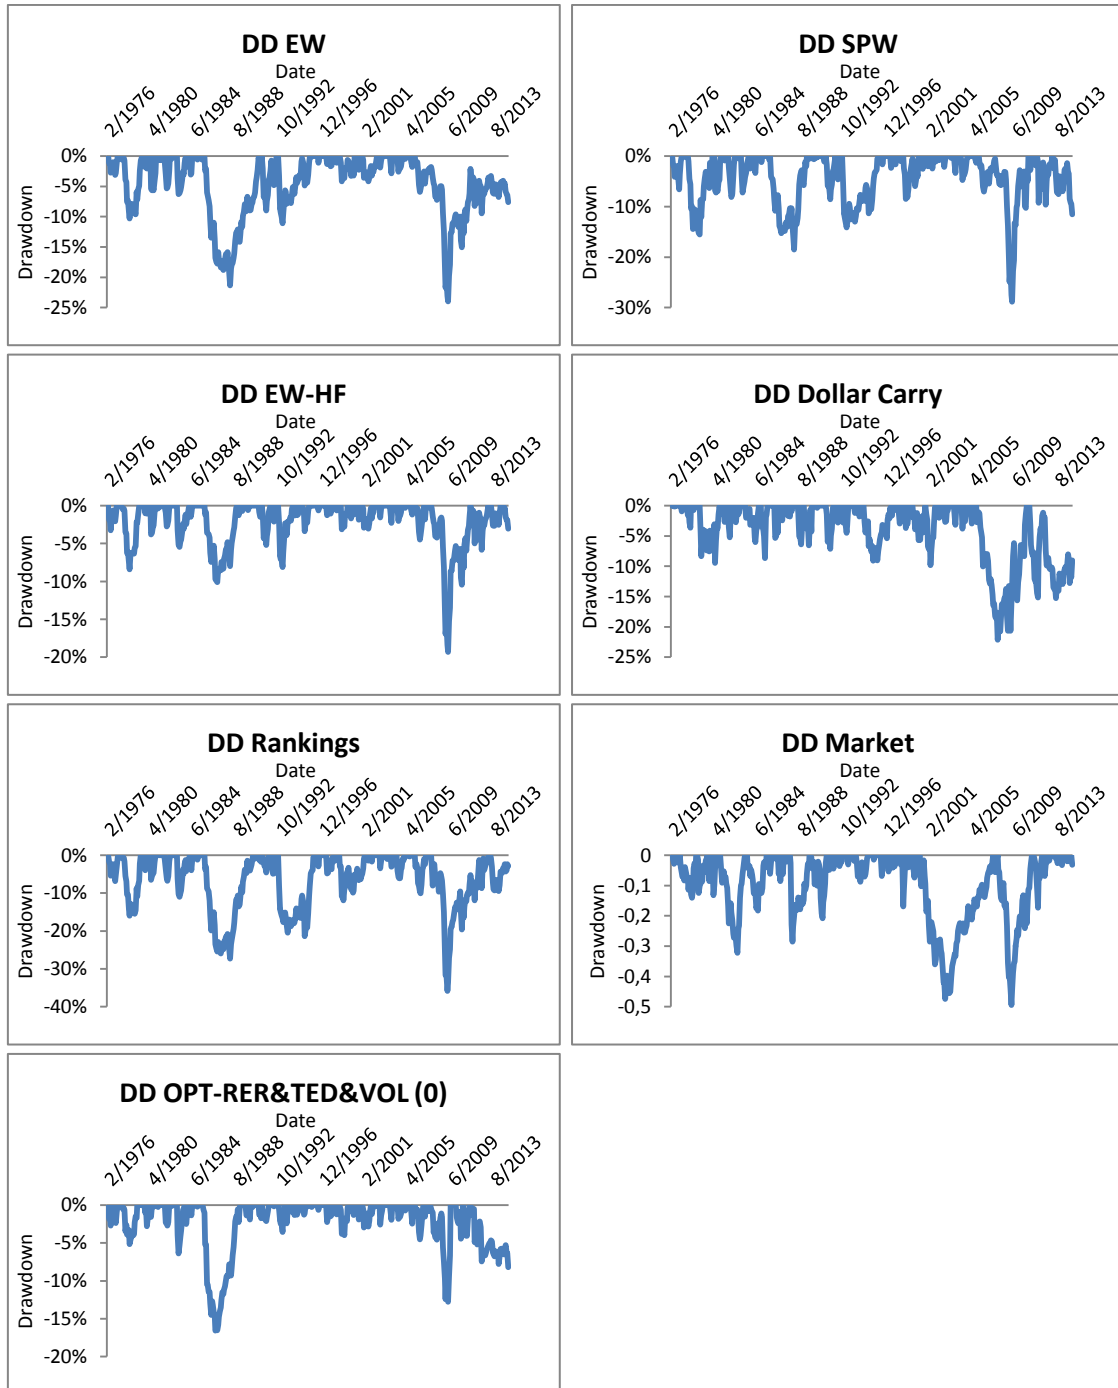 DD EW
Date
2/1976 4/1980 6/1984 8/1988 10/1992 12/1996 2/2001 4/2005 6/2009 8/2013
Drawdown
0%
-5%
-10%
-15%
-20%
-25%
DD SPW
Date
2/1976 4/1980 6/1984 8/1988 10/1992 12/1996 2/2001 4/2005 6/2009 8/2013
Drawdown
0%
-10%
-20%
-30%
DD EW-HF
Date
2/1976 4/1980 6/1984 8/1988 10/1992 12/1996 2/2001 4/2005 6/2009 8/2013
Drawdown
0%
-5%
-10%
-15%
-20%
DD Dollar Carry
Date
2/1976 4/1980 6/1984 8/1988 10/1992 12/1996 2/2001 4/2005 6/2009 8/2013
Drawdown
0%
-5%
-10%
-15%
-20%
-25%
DD Rankings
Date
2/1976 4/1980 6/1984 8/1988 10/1992 12/1996 2/2001 4/2005 6/2009 8/2013
Drawdown
0%
-10%
-20%
-30%
-40%
DD Market
Date
2/1976 4/1980 6/1984 8/1988 10/1992 12/1996 2/2001 4/2005 6/2009 8/2013
Drawdown
0
-0,1
-0,2
-0,3
-0,4
-0,5
DD OPT-RER&TED&VOL (0)
Date
2/1976 4/1980 6/1984 8/1988 10/1992 12/1996 2/2001 4/2005 6/2009 8/2013
Drawdown
0%
-5%
-10%
-15%
-20%